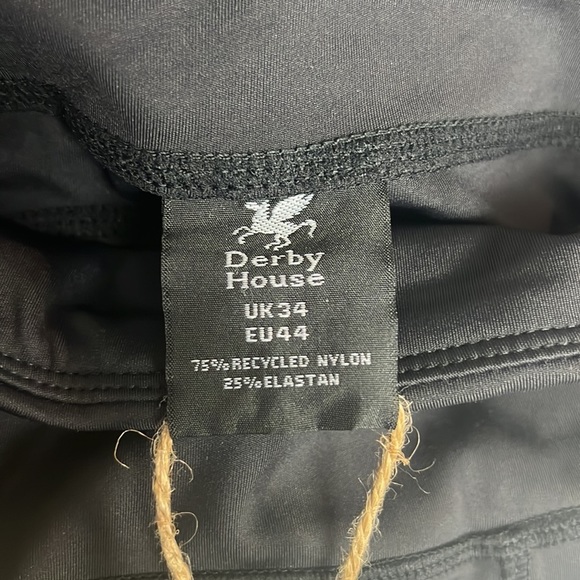 Derby
House
UK34
EU44
75% RECYCLED NYLON
25% ELASTAN